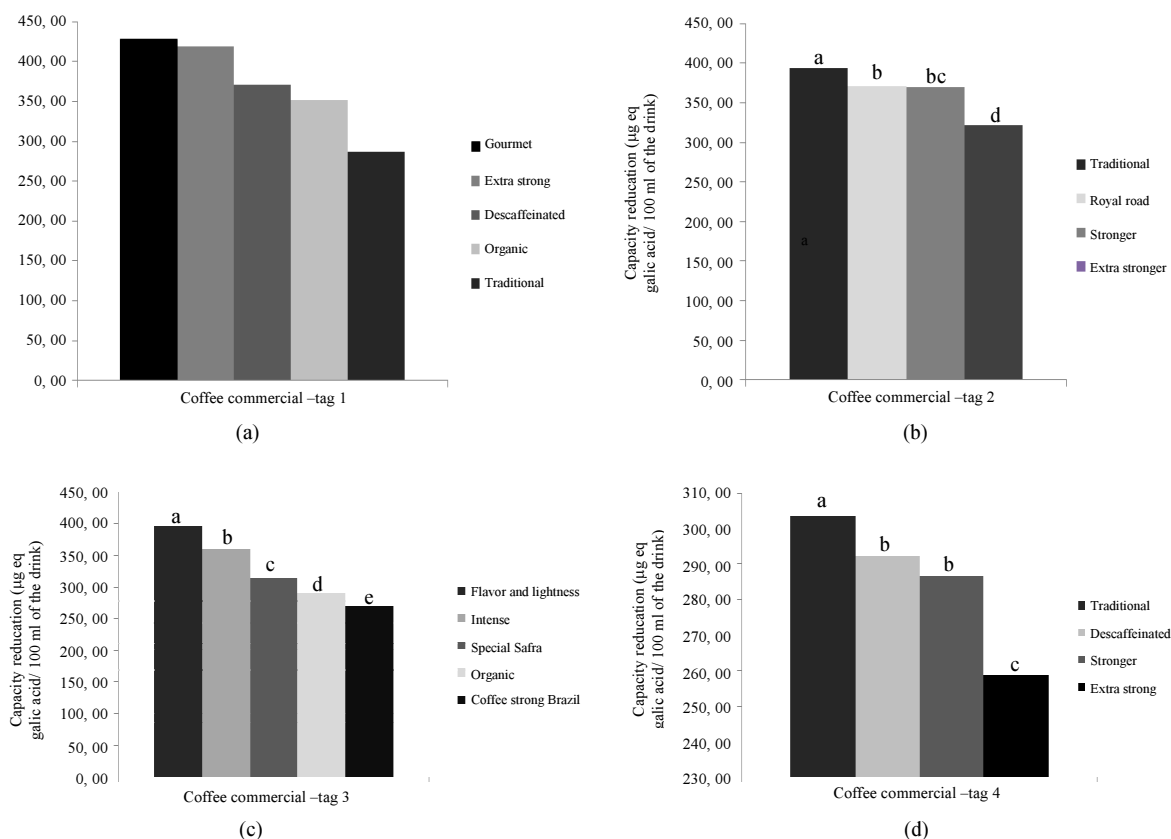 450, 00
400, 00
350, 00
300, 00
250, 00
200, 00
150, 00
100, 00
50, 00
0, 00
Gourmet
Extra strong
Descaffeinated
Organic
Traditional
Coffee commercial –tag 1
(a)
Capacity reducation (µg eq
galic acid/ 100 ml of the drink)
450, 00
400, 00
350, 00
300, 00
250, 00
200, 00
150, 00
100, 00
50, 00
0, 00
a
b
bc
d
a
Traditional
Royal road
Stronger
Extra stronger
Coffee commercial –tag 2
(b)
Capacity reducation (µg eq
galic acid/ 100 ml of the drink)
450, 00
400, 00
350, 00
300, 00
250, 00
200, 00
150, 00
100, 00
50, 00
0, 00
a
b
c
d
e
Flavor and lightness
Intense
Special Safra
Organic
Coffee strong Brazil
Coffee commercial –tag 3
(c)
Capacity reducation (µg eq
galic acid/ 100 ml of the drink)
310, 00
300, 00
290, 00
280, 00
270, 00
260, 00
250, 00
240, 00
230, 00
a
b
b
c
Traditional
Descaffeinated
Stronger
Extra strong
Coffee commercial –tag 4
(d)